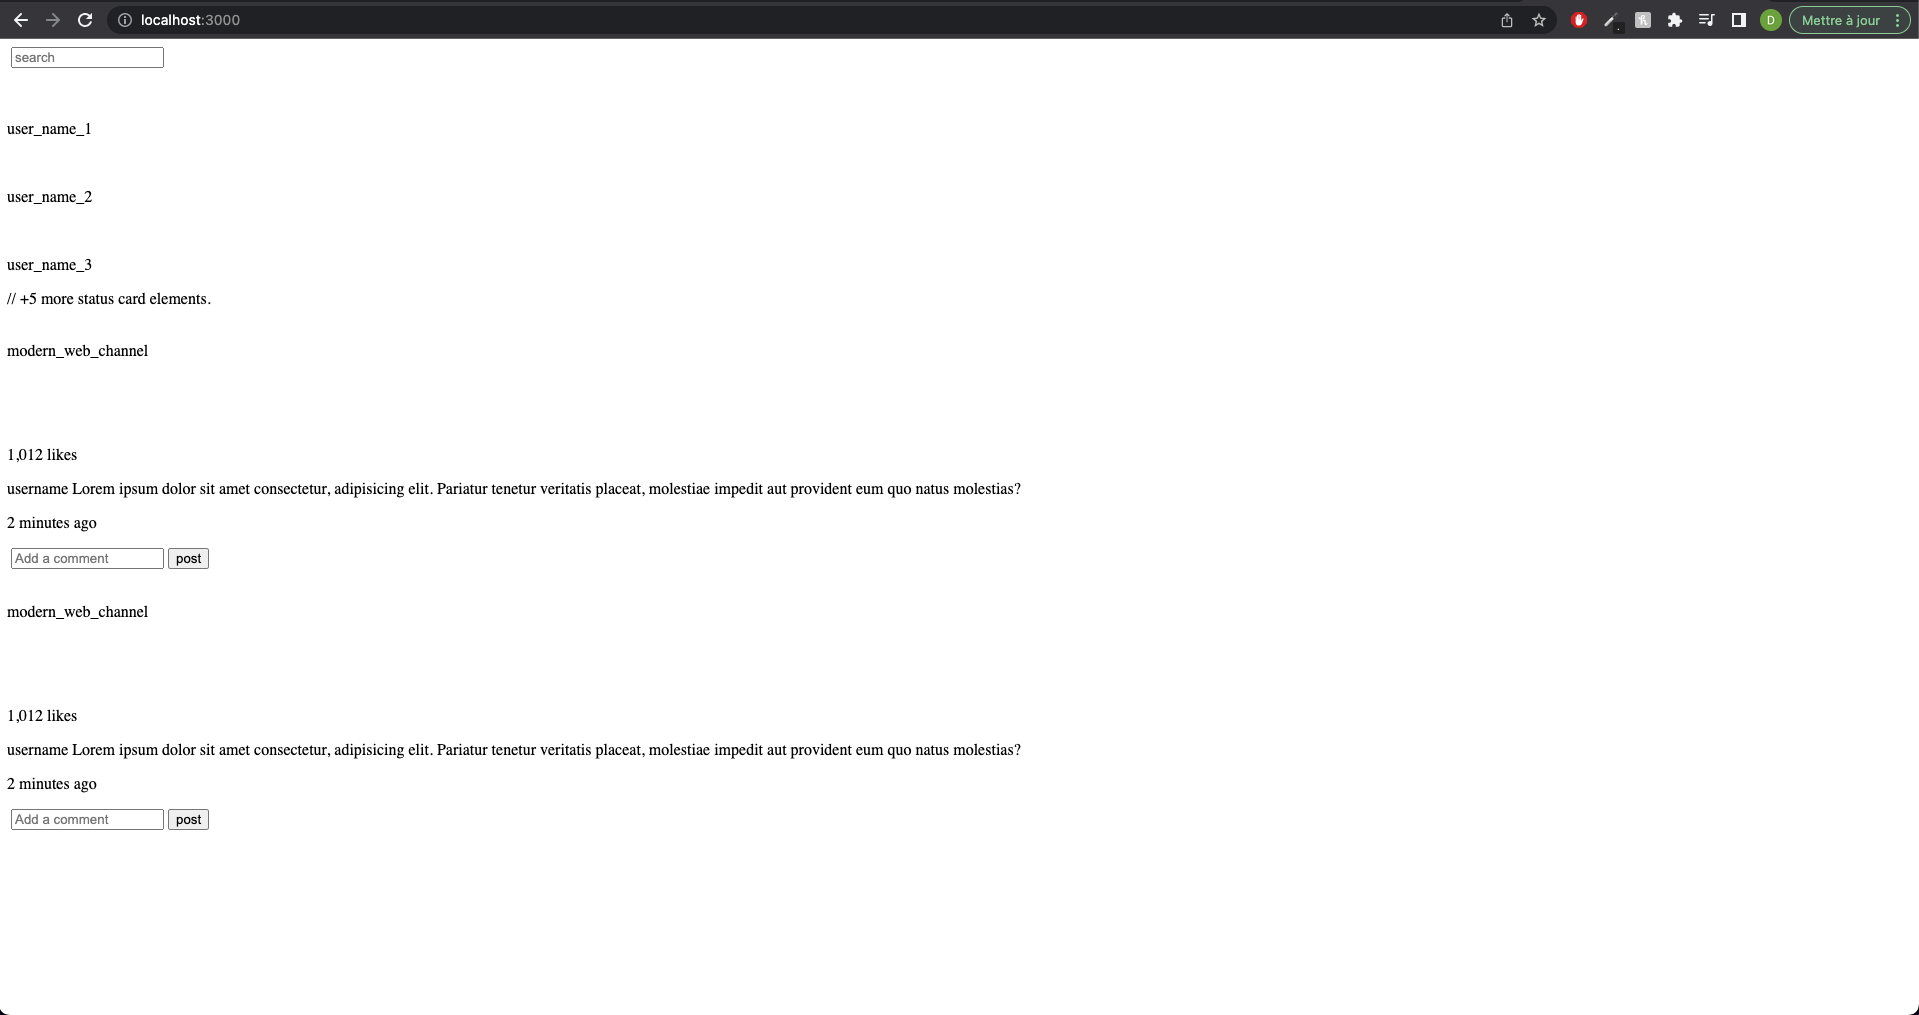 localhost:3000
Mettre à jour
D
search
user_name_1
user_name_2
user_name_3
// +5 more status card elements.
modern_web_channel
1,012 likes
username Lorem ipsum dolor sit amet consectetur, adipisicing elit. Pariatur tenetur veritatis placeat, molestiae impedit aut provident eum quo natus molestias?
2 minutes ago
Add a comment post
modern_web_channel
1,012 likes
username Lorem ipsum dolor sit amet consectetur, adipisicing elit. Pariatur tenetur veritatis placeat, molestiae impedit aut provident eum quo natus molestias?
2 minutes ago
Add a comment post